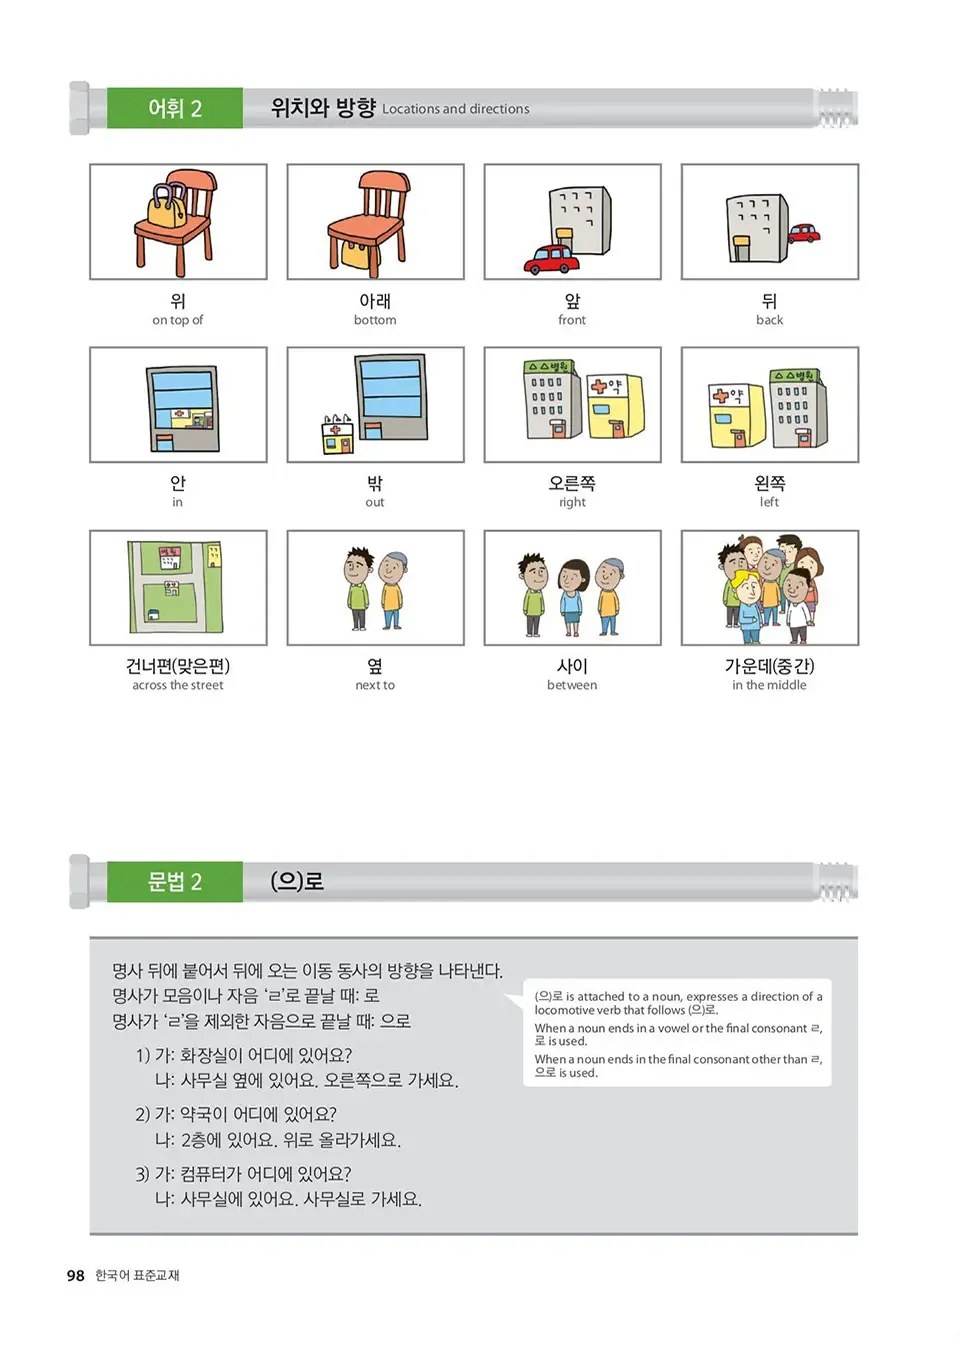 어휘 2
위치와 방향 Locations and directions
위
on top of
아래
bottom
앞
front
뒤
back
안
in
밖
out
스스병원
약
오른쪽
right
약
스스병원
왼쪽
left
건너편(맞은편)
across the street
옆
next to
사이
between
가운데(중간)
in the middle
문법 2
(으)로
명사 뒤에 붙어서 뒤에 오는 이동 동사의 방향을 나타낸다.
명사가 모음이나 자음 ‘ㄹ’로 끝날 때: 로
명사가 ‘ㄹ’을 제외한 자음으로 끝날 때: 으로
(으)로 is attached to a noun, expresses a direction of a
locomotive verb that follows (으)로.
When a noun ends in a vowel or the final consonant ㄹ,
로 is used.
When a noun ends in the final consonant other than ㄹ,
으로 is used.
1) 가: 화장실이 어디에 있어요?
나: 사무실 옆에 있어요. 오른쪽으로 가세요.
2) 가: 약국이 어디에 있어요?
나: 2층에 있어요. 위로 올라가세요.
3) 가: 컴퓨터가 어디에 있어요?
나: 사무실에 있어요. 사무실로 가세요.
98 한국어 표준교재